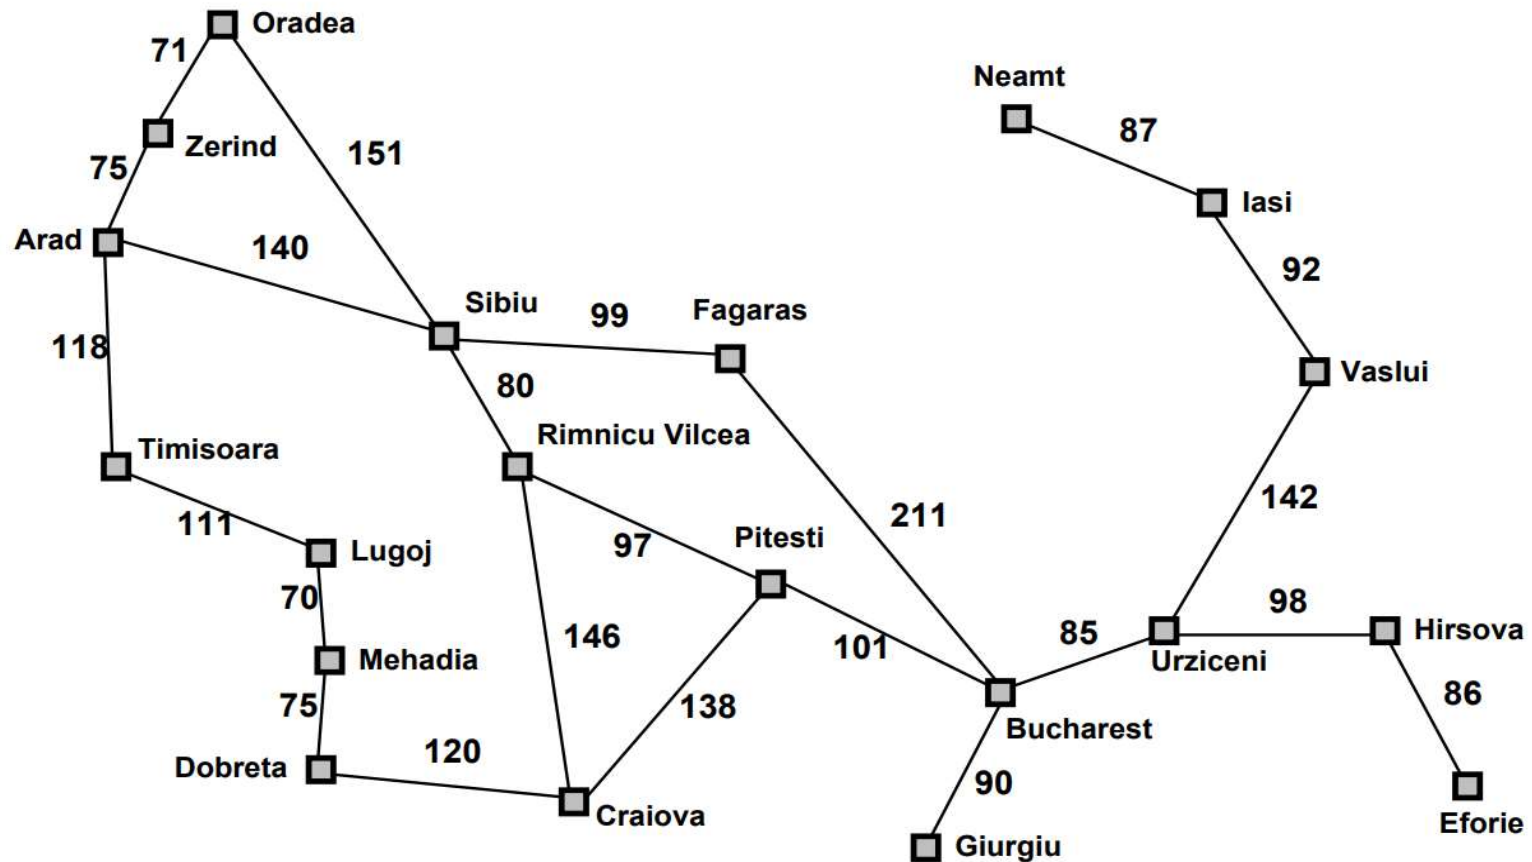 Oradea
71
Neamt
87
Zerind
151
75
Iasi
Arad
140
92
Sibiu
99
Fagaras
118
Vaslui
80
Rimnicu Vilcea
Timisoara
142
111
211
97
Pitesti
Lugoj
70
98
146
101
85
Hirsova
Mehadia
Urziceni
75
138
86
Bucharest
120
Dobreta
90
Craiova
Eforie
Giurgiu